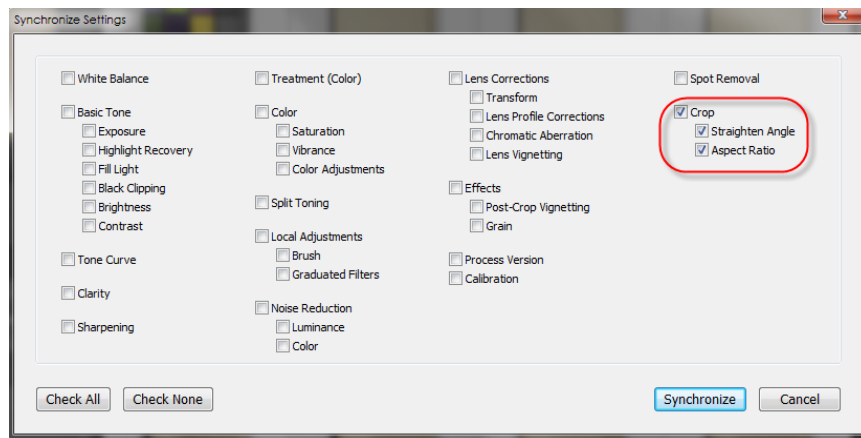 Synchronize Settings
White Balance
Basic Tone
Exposure
Highlight Recovery
Fill Light
Black Clipping
Brightness
Contrast
Tone Curve
Clarity
Sharpening
Treatment (Color)
Color
Saturation
Vibrance
Color Adjustments
Split Toning
Local Adjustments
Brush
Graduated Filters
Noise Reduction
Luminance
Color
Lens Corrections
Transform
Lens Profile Corrections
Chromatic Aberration
Lens Vignetting
Effects
Post-Crop Vignetting
Grain
Process Version
Calibration
Spot Removal
Crop
Straighten Angle
Aspect Ratio
Check All
Check None
Synchronize
Cancel